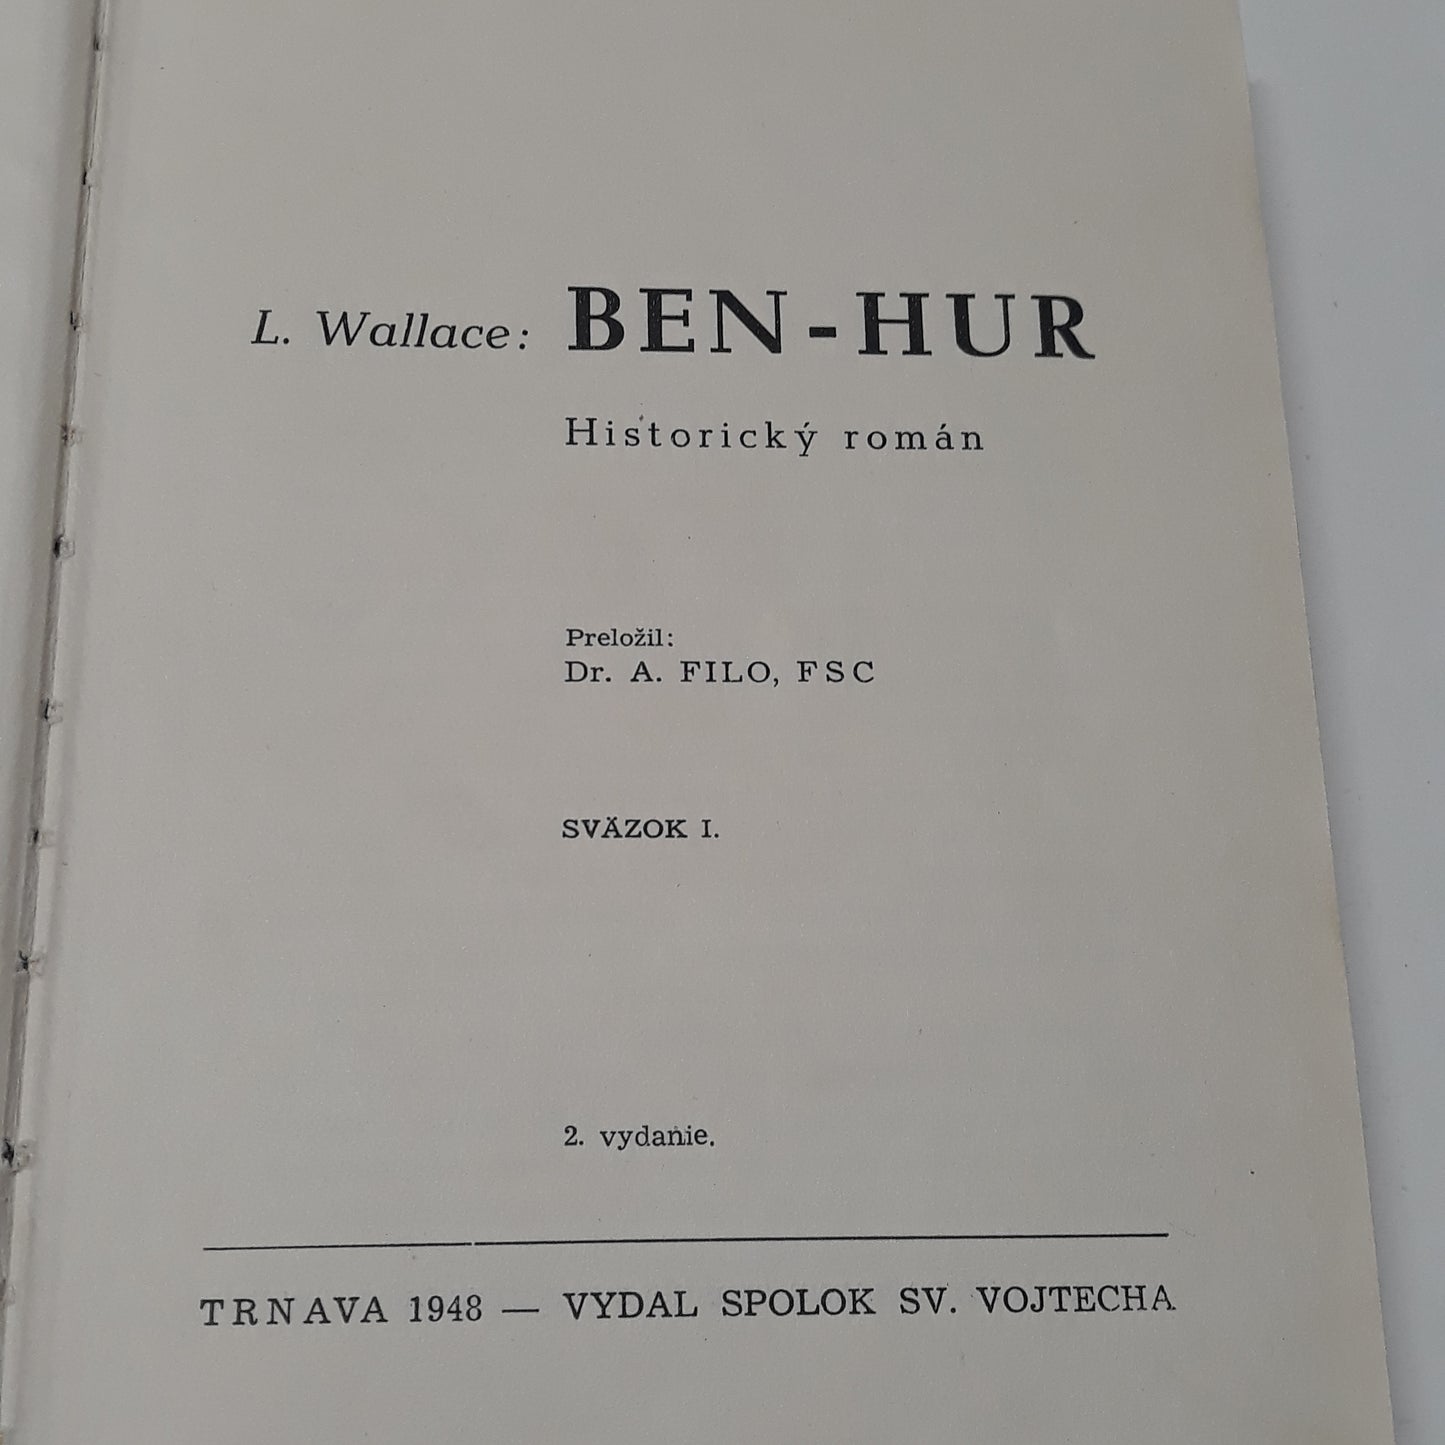 L. Wallace: BEN-HUR
Historický román
Preložil:
Dr. A. FILO, FSC
SVÄZOK I.
2. vydanie.
TRNAVA 1948 — VYDAL SPOLOK SV. VOJTECHA